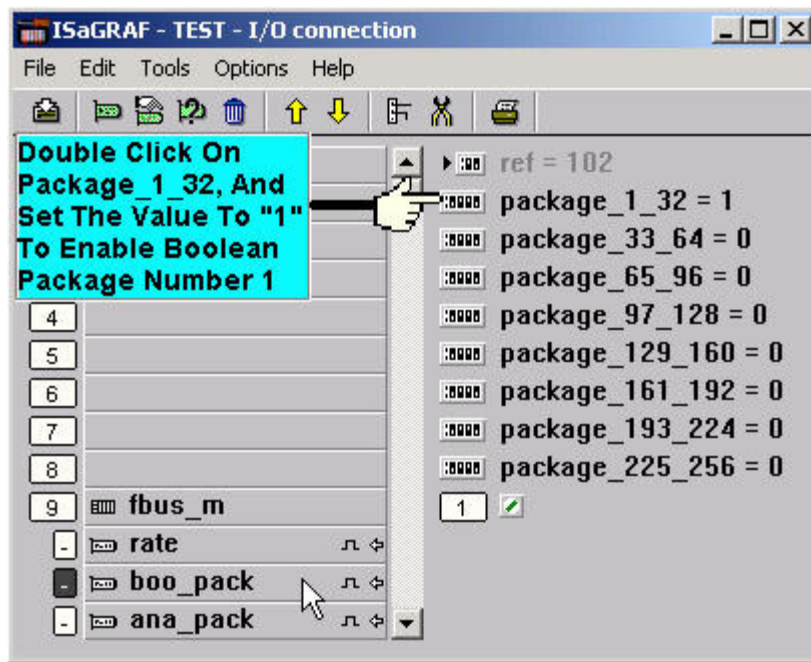 ISaGRAF - TEST - I/O connection
File Edit Tools Options Help
Double Click On
Package_1_32, And
Set The Value To "1"
To Enable Boolean
Package Number 1
4
5
6
7
8
9 fbus_m
rate
boo_pack
ana_pack
ref = 102
package_1_32 = 1
package_33_64 = 0
package_65_96 = 0
package_97_128 = 0
package_129_160 = 0
package_161_192 = 0
package_193_224 = 0
package_225_256 = 0
1